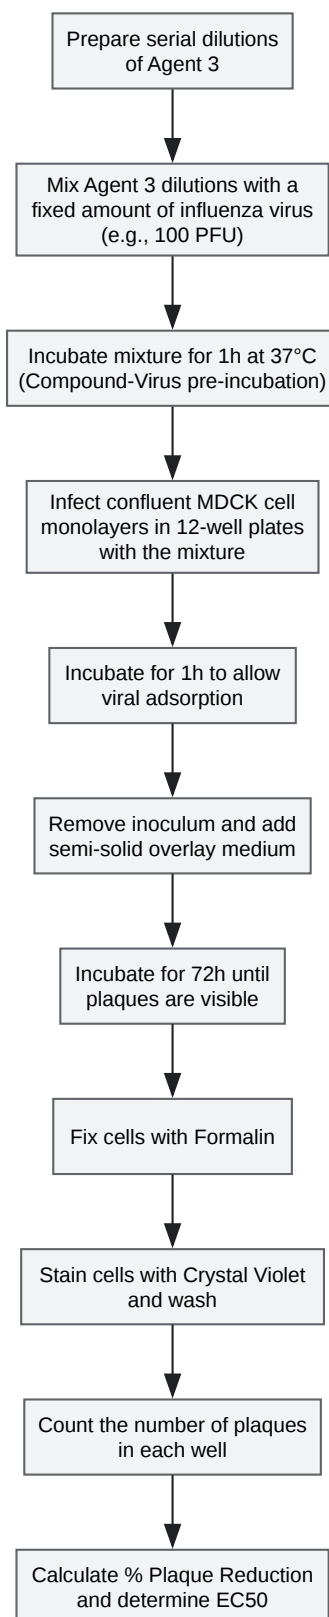 Prepare serial dilutions
of Agent 3
Mix Agent 3 dilutions with a
fixed amount of influenza virus
(e.g., 100 PFU)
Incubate mixture for 1h at 37°C
(Compound-Virus pre-incubation)
Infect confluent MDCK cell
monolayers in 12-well plates
with the mixture
Incubate for 1h to allow
viral adsorption
Remove inoculum and add
semi-solid overlay medium
Incubate for 72h until
plaques are visible
Fix cells with Formalin
Stain cells with Crystal Violet
and wash
Count the number of plaques
in each well
Calculate % Plaque Reduction
and determine EC50